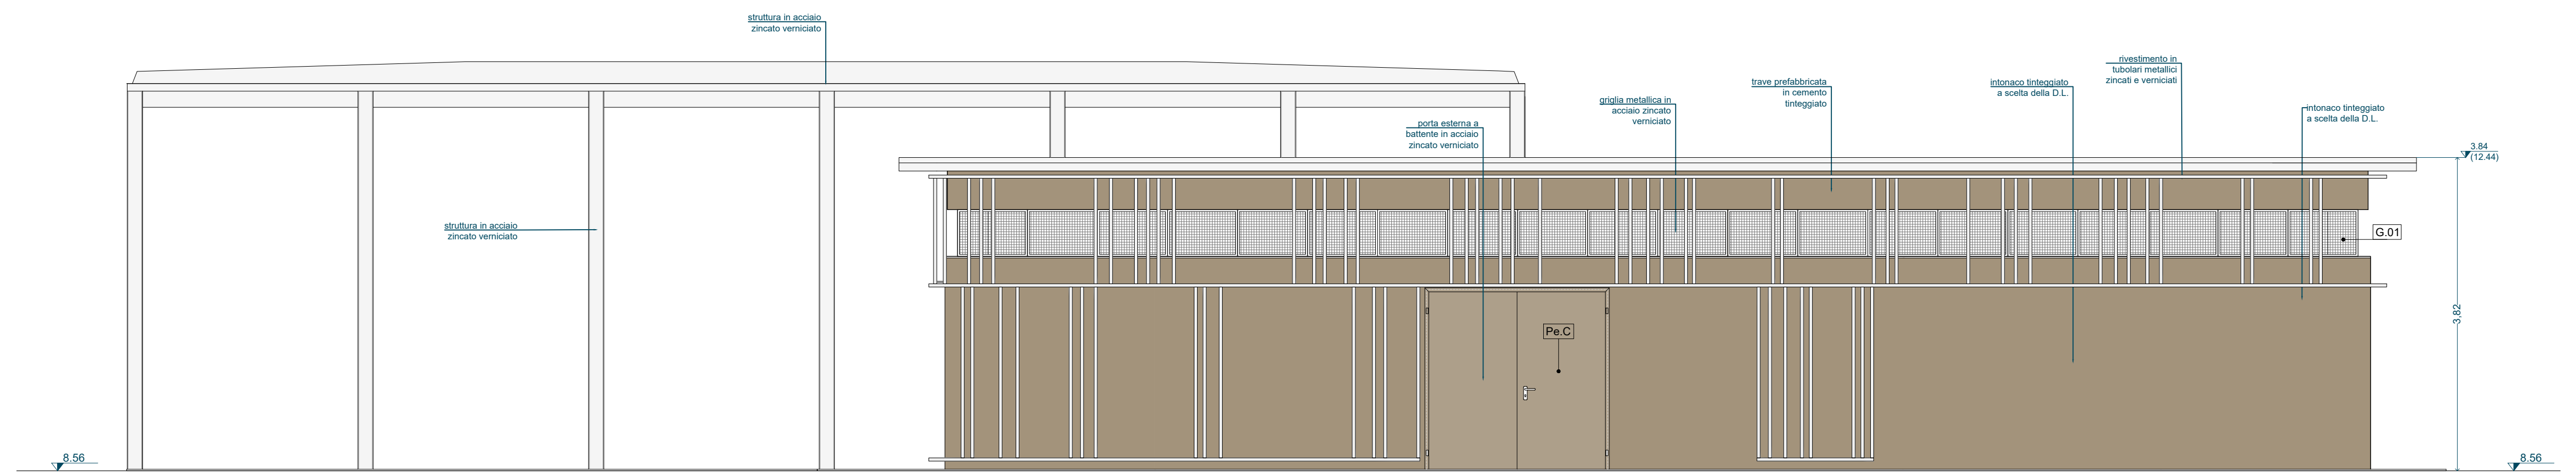 struttura in acciaio
zincato verniciato
struttura in acciaio
zincato verniciato
porta esterna a
battente in acciaio
zincato verniciato
griglia metallica in
acciaio zincato
verniciato
trave prefabbricata
in cemento
tinteggiato
intonaco tinteggiato
a scelta della D.L.
rivestimento in
tubolari metallici
zincati e verniciati
intonaco tinteggiato
a scelta della D.L.
3.84
(12.44)
G.01
3,82
Pe.C
8.56
8.56